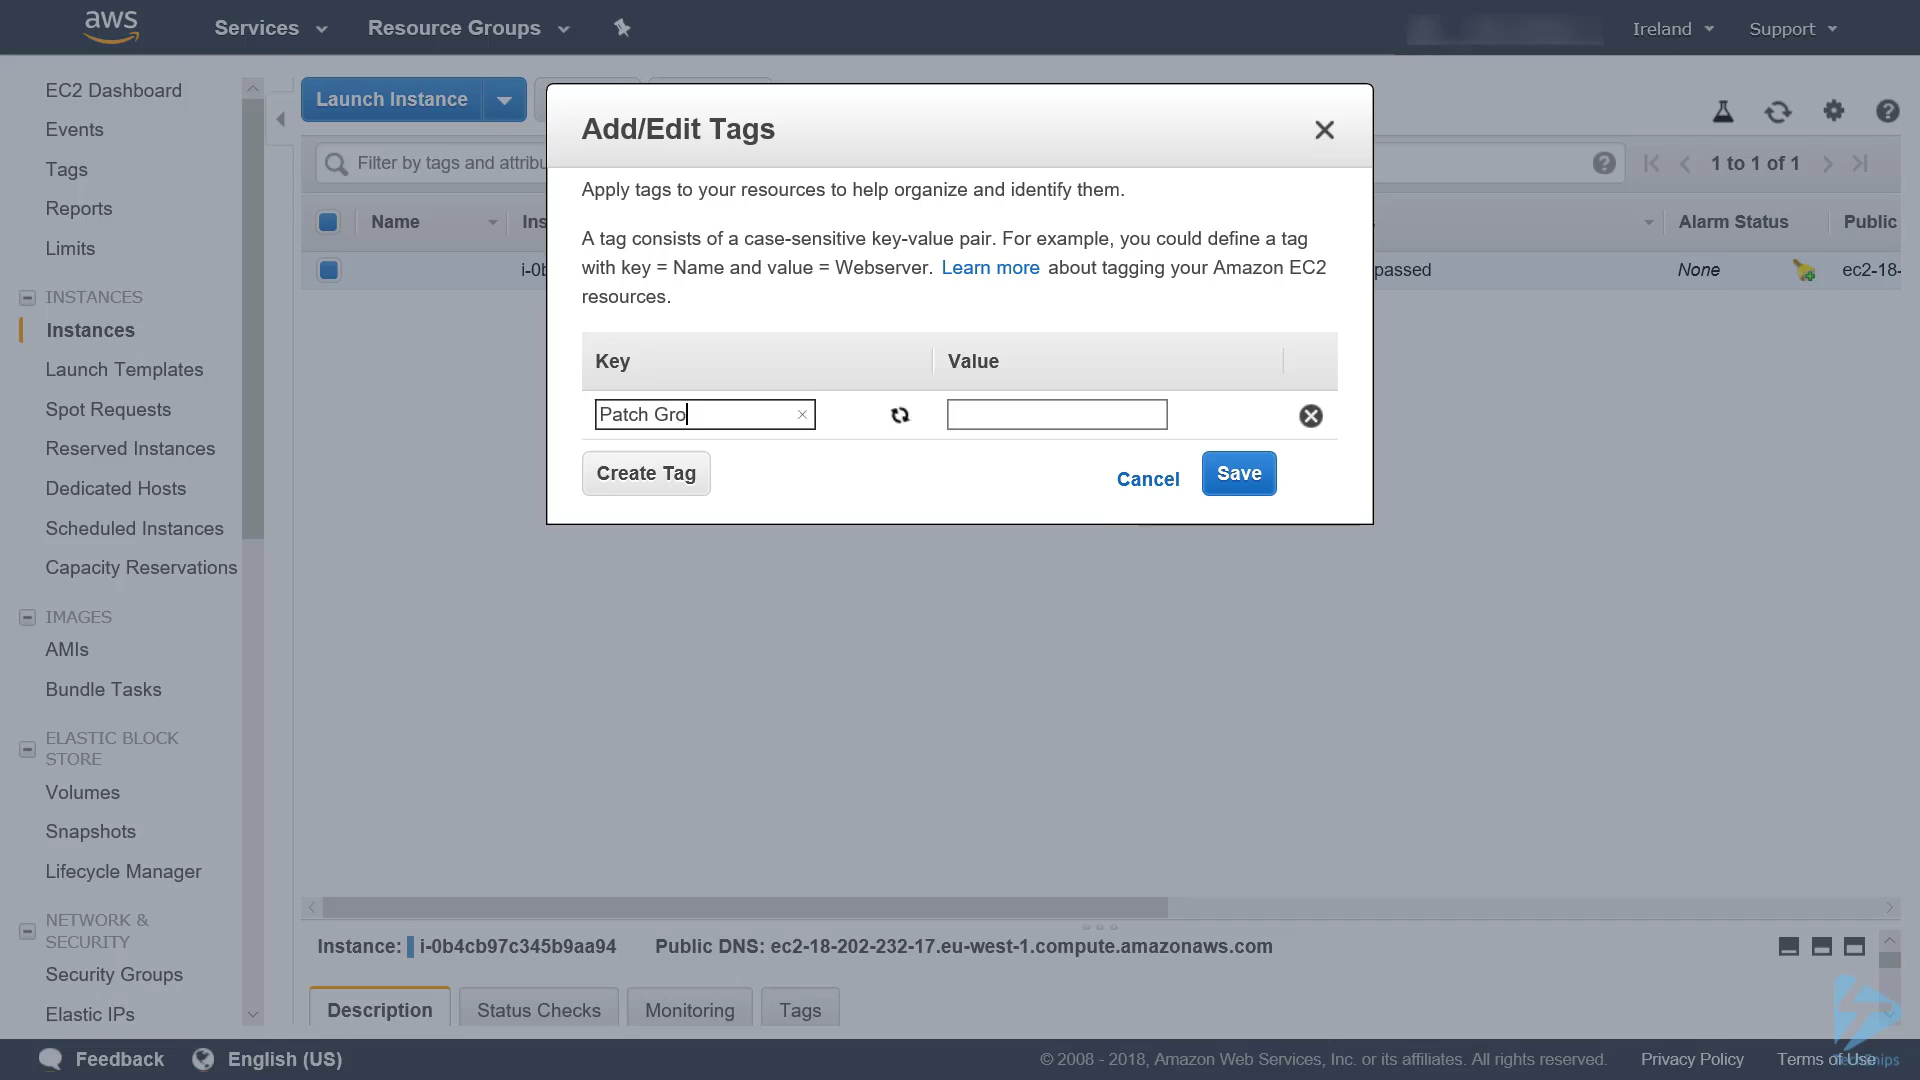 aws
Services
Resource Groups
Ireland
Support
EC2 Dashboard
Events
Tags
Reports
Limits
INSTANCES
Instances
Launch Templates
Spot Requests
Reserved Instances
Dedicated Hosts
Scheduled Instances
Capacity Reservations
IMAGES
AMIs
Bundle Tasks
ELASTIC BLOCK
STORE
Volumes
Snapshots
Lifecycle Manager
NETWORK &
SECURITY
Security Groups
Elastic IPs
Launch Instance
Filter by tags and attribu
1 to 1 of 1
Name
Ins
Alarm Status
Public
i-0b
passed
None
ec2-18-
Add/Edit Tags
Apply tags to your resources to help organize and identify them.
A tag consists of a case-sensitive key-value pair. For example, you could define a tag
with key = Name and value = Webserver. Learn more about tagging your Amazon EC2
resources.
Key
Value
Patch Gro
Create Tag
Cancel
Save
Instance: i-0b4cb97c345b9aa94
Public DNS: ec2-18-202-232-17.eu-west-1.compute.amazonaws.com
Description
Status Checks
Monitoring
Tags
Feedback
English (US)
© 2008 - 2018, Amazon Web Services, Inc. or its affiliates. All rights reserved.
Privacy Policy
Terms of Use